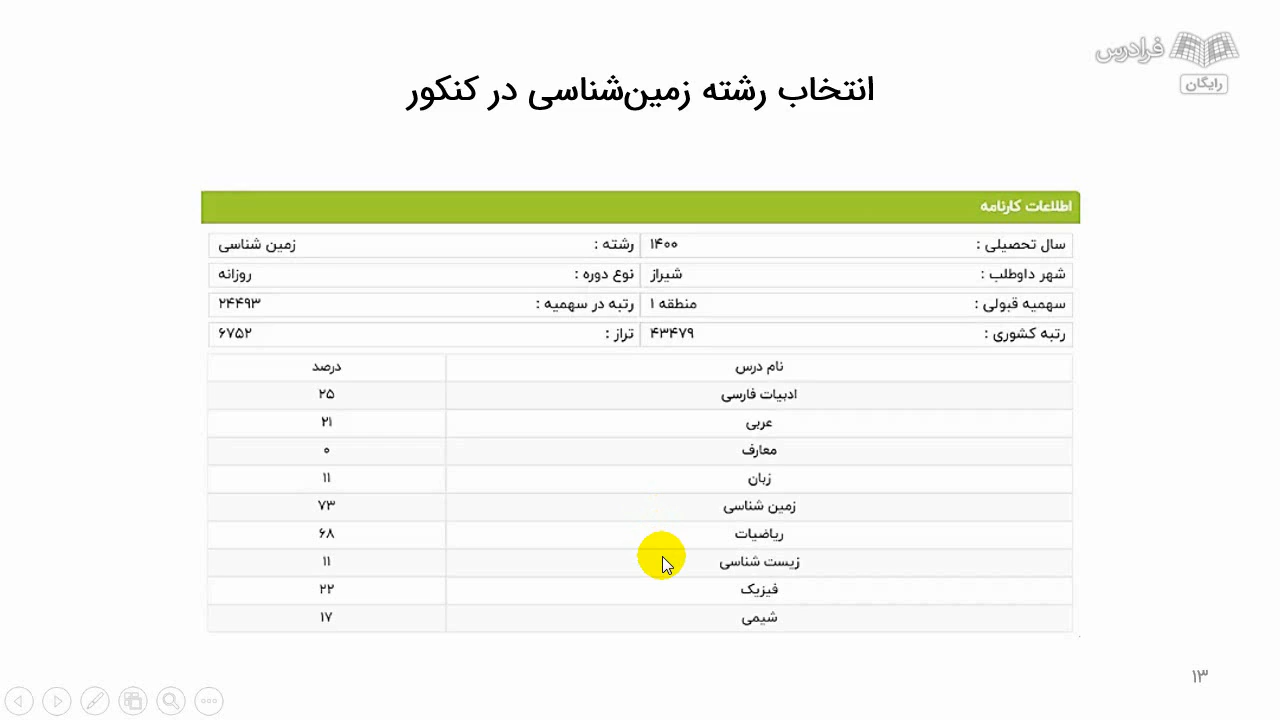 فرادرس
رایگان
انتخاب رشته زمین‌شناسی در کنکور
اطلاعات کارنامه
سال تحصیلی : ۱۴۰۰ رشته : زمین شناسی
شهر داوطلب : شیراز نوع دوره : روزانه
سهمیه قبولی : منطقه ۱ رتبه در سهمیه : ۲۴۴۹۳
رتبه کشوری : ۴۳۴۷۹ تراز : ۶۷۵۲
نام درس درصد
ادبیات فارسی ۲۵
عربی ۲۱
معارف ۰
زبان ۱۱
زمین شناسی ۷۳
ریاضیات ۶۸
زیست شناسی ۱۱
فیزیک ۲۲
شیمی ۱۷
۱۳